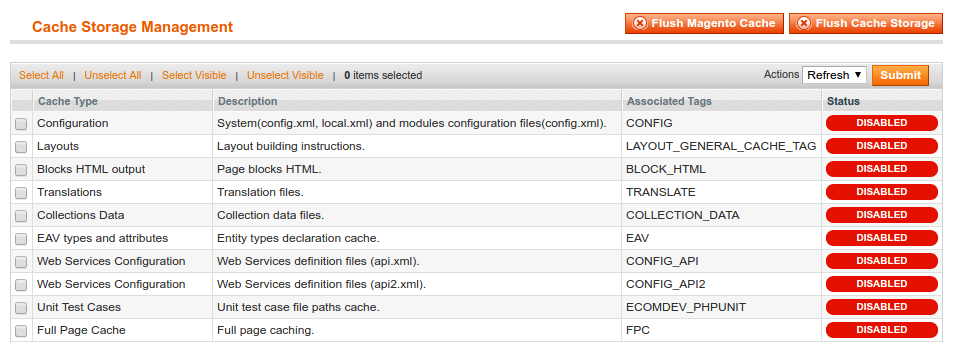 Cache Storage Management Flush Magento Cache Flush Cache Storage
Select All | Unselect All | Select Visible | Unselect Visible | 0 items selected Actions Refresh Submit
Cache Type Description Associated Tags Status
Configuration System(config.xml, local.xml) and modules configuration files(config.xml). CONFIG DISABLED
Layouts Layout building instructions. LAYOUT_GENERAL_CACHE_TAG DISABLED
Blocks HTML output Page blocks HTML. BLOCK_HTML DISABLED
Translations Translation files. TRANSLATE DISABLED
Collections Data Collection data files. COLLECTION_DATA DISABLED
EAV types and attributes Entity types declaration cache. EAV DISABLED
Web Services Configuration Web Services definition files (api.xml). CONFIG_API DISABLED
Web Services Configuration Web Services definition files (api2.xml). CONFIG_API2 DISABLED
Unit Test Cases Unit test case file paths cache. ECOMDEV_PHPUNIT DISABLED
Full Page Cache Full page caching. FPC DISABLED